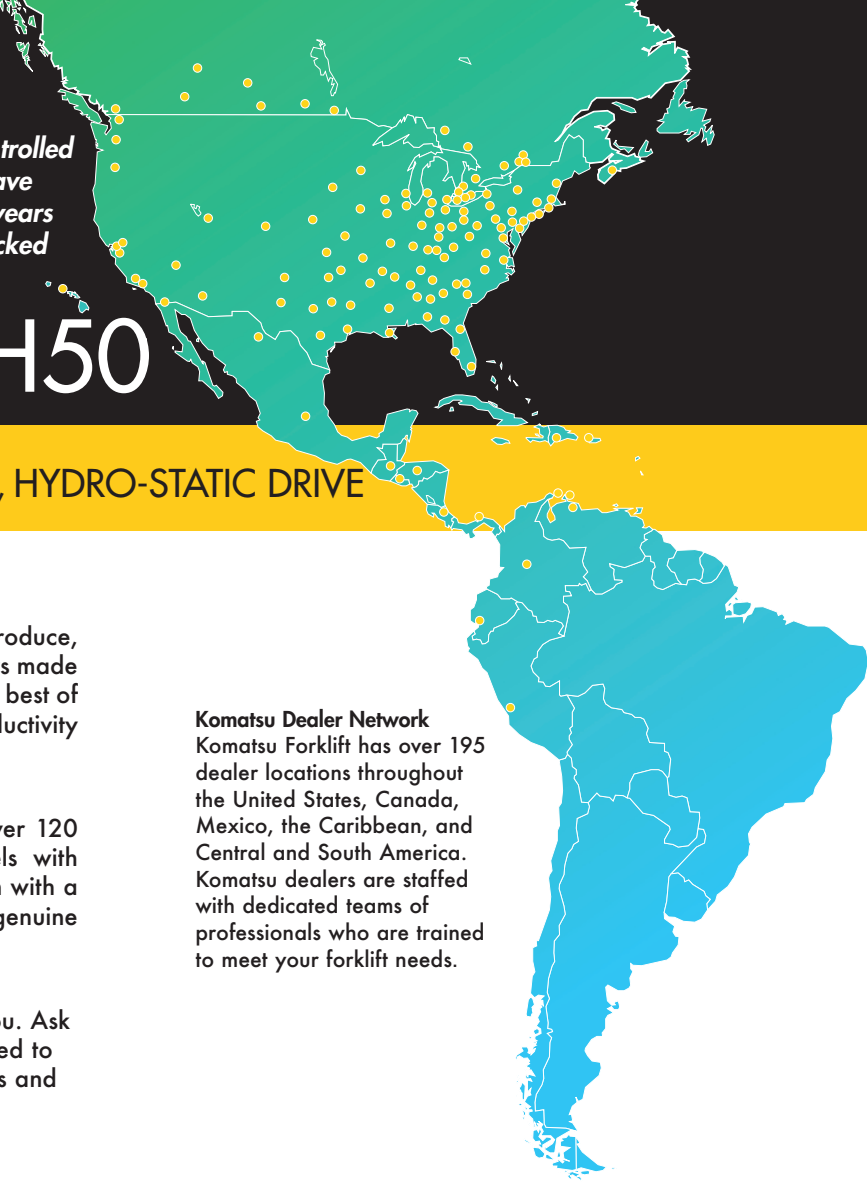 trolled
ave
years
cked
H50
, HYDRO-STATIC DRIVE
roduce,
s made
best of
ductivity
ver 120
els with
n with a
genuine
ou. Ask
ed to
s and
Komatsu Dealer Network
Komatsu Forklift has over 195
dealer locations throughout
the United States, Canada,
Mexico, the Caribbean, and
Central and South America.
Komatsu dealers are staffed
with dedicated teams of
professionals who are trained
to meet your forklift needs.